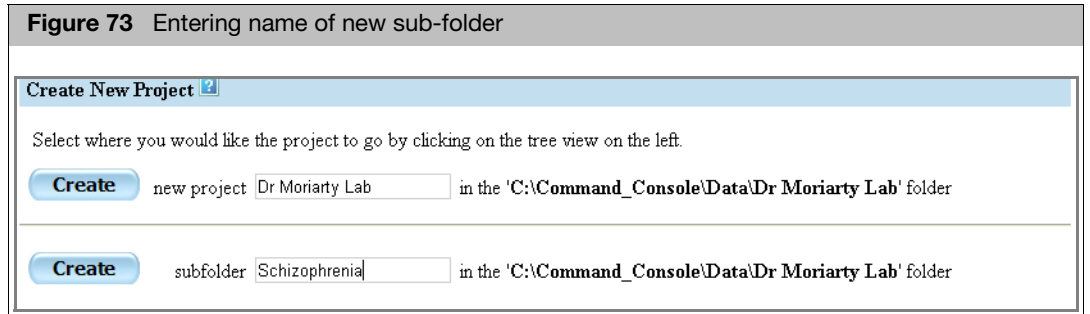 Figure 73 Entering name of new sub-folder
Create New Project ?
Select where you would like the project to go by clicking on the tree view on the left.
Create new project Dr Moriarty Lab in the 'C:\Command_Console\Data\Dr Moriarty Lab' folder
Create subfolder Schizophrenia in the 'C:\Command_Console\Data\Dr Moriarty Lab' folder